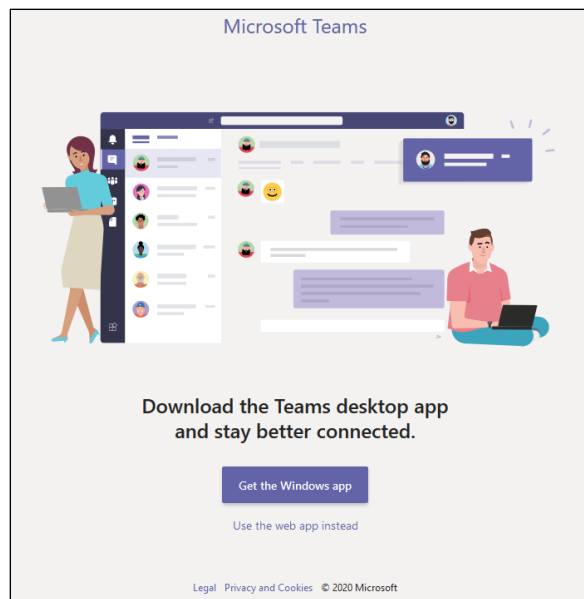 Microsoft Teams
Download the Teams desktop app
and stay better connected.
Get the Windows app
Use the web app instead
Legal Privacy and Cookies © 2020 Microsoft